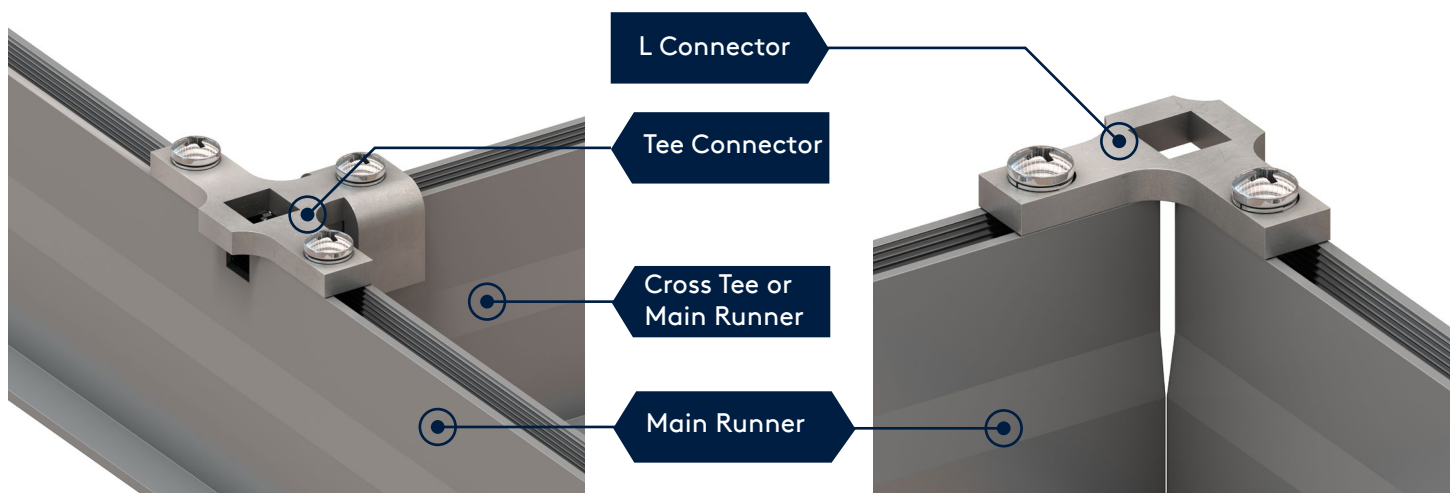 L Connector
Tee Connector
Cross Tee or
Main Runner
Main Runner